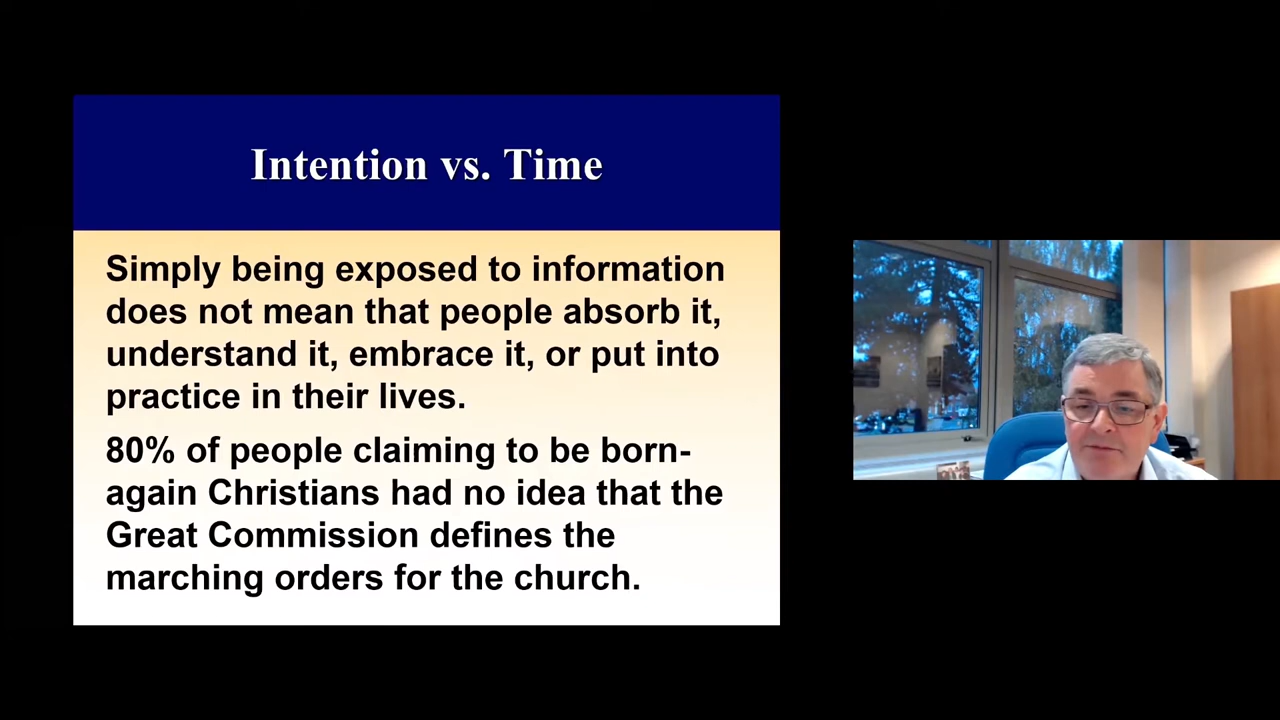 Intention vs. Time
Simply being exposed to information
does not mean that people absorb it,
understand it, embrace it, or put into
practice in their lives.
80% of people claiming to be born-
again Christians had no idea that the
Great Commission defines the
marching orders for the church.